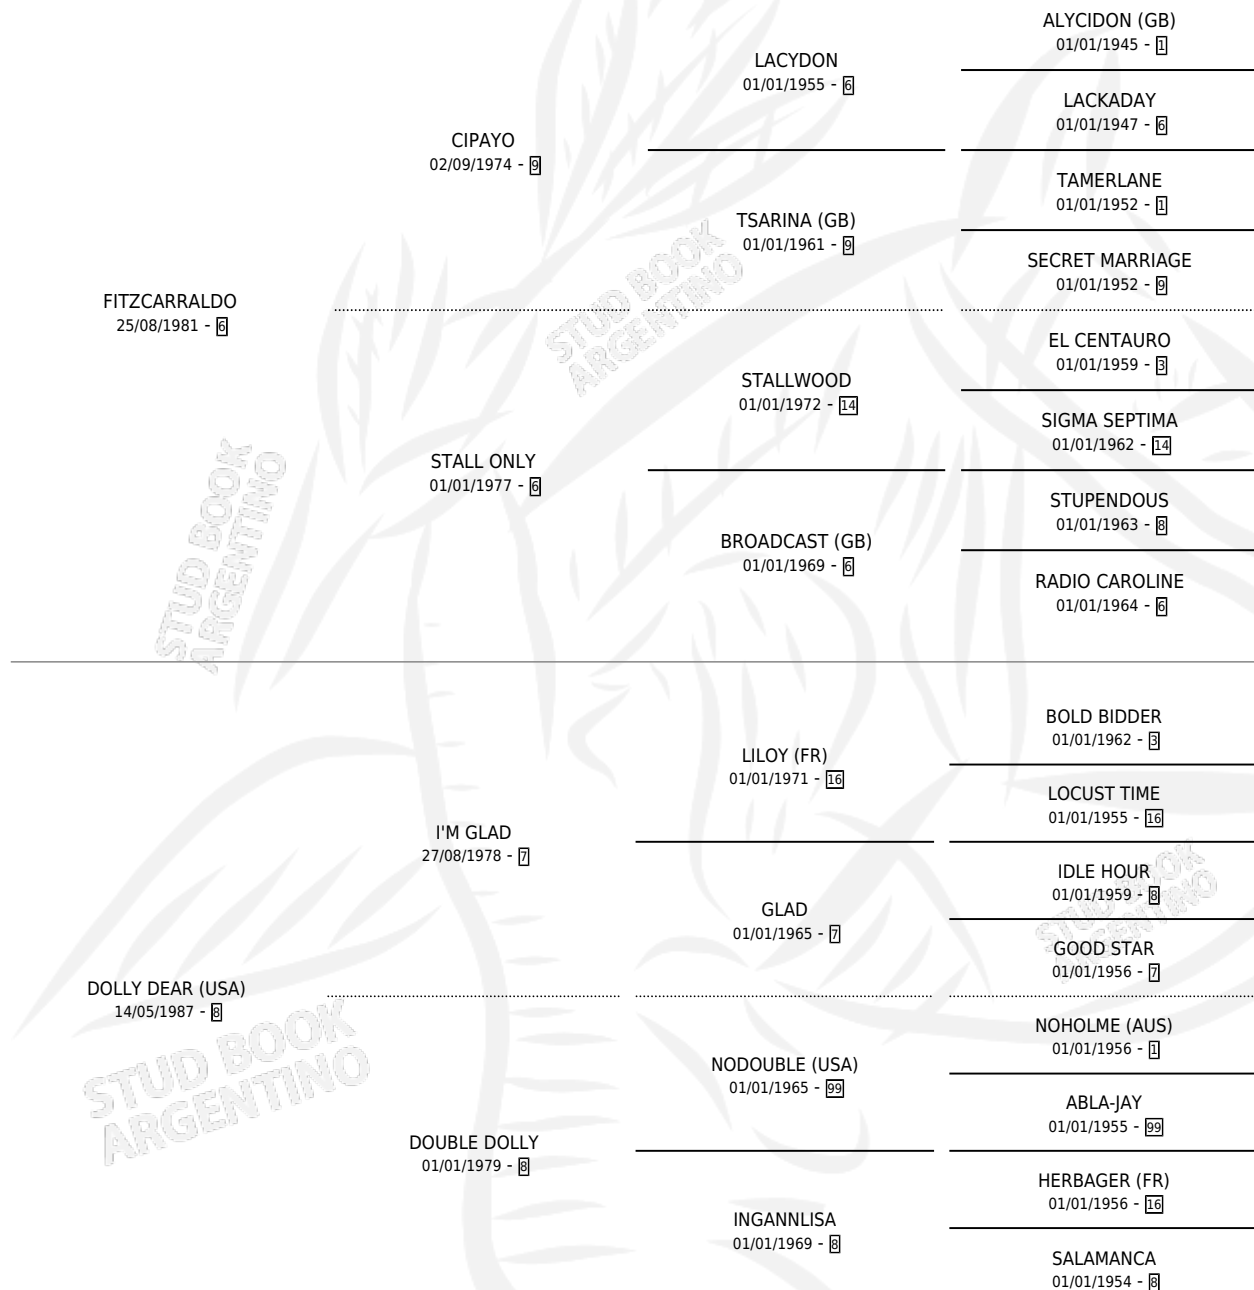 ALYCIDON (GB)
01/01/1945 - 1
LACYDON
01/01/1955 - 6
LACKADAY
01/01/1947 - 6
CIPAYO
02/09/1974 - 9
TAMERLANE
01/01/1952 - 1
TSARINA (GB)
01/01/1961 - 9
SECRET MARRIAGE
01/01/1952 - 9
FITZCARRALDO
25/08/1981 - 6
EL CENTAURO
01/01/1959 - 3
STALLWOOD
01/01/1972 - 14
SIGMA SEPTIMA
01/01/1962 - 14
STALL ONLY
01/01/1977 - 6
STUPENDOUS
01/01/1963 - 8
BROADCAST (GB)
01/01/1969 - 6
RADIO CAROLINE
01/01/1964 - 6
BOLD BIDDER
01/01/1962 - 3
LILOY (FR)
01/01/1971 - 16
LOCUST TIME
01/01/1955 - 16
I'M GLAD
27/08/1978 - 7
IDLE HOUR
01/01/1959 - 8
GLAD
01/01/1965 - 7
GOOD STAR
01/01/1956 - 7
DOLLY DEAR (USA)
14/05/1987 - 8
NOHOLME (AUS)
01/01/1956 - 1
NODOUBLE (USA)
01/01/1965 - 99
ABLA-JAY
01/01/1955 - 99
DOUBLE DOLLY
01/01/1979 - 8
HERBAGER (FR)
01/01/1956 - 16
INGANNLISA
01/01/1969 - 8
SALAMANCA
01/01/1954 - 8
STUD BOOK
ARGENTINO
STUD BOOK
ARGENTINO
STUD BOOK
ARGENTINO
STUD BOOK
ARGENTINO